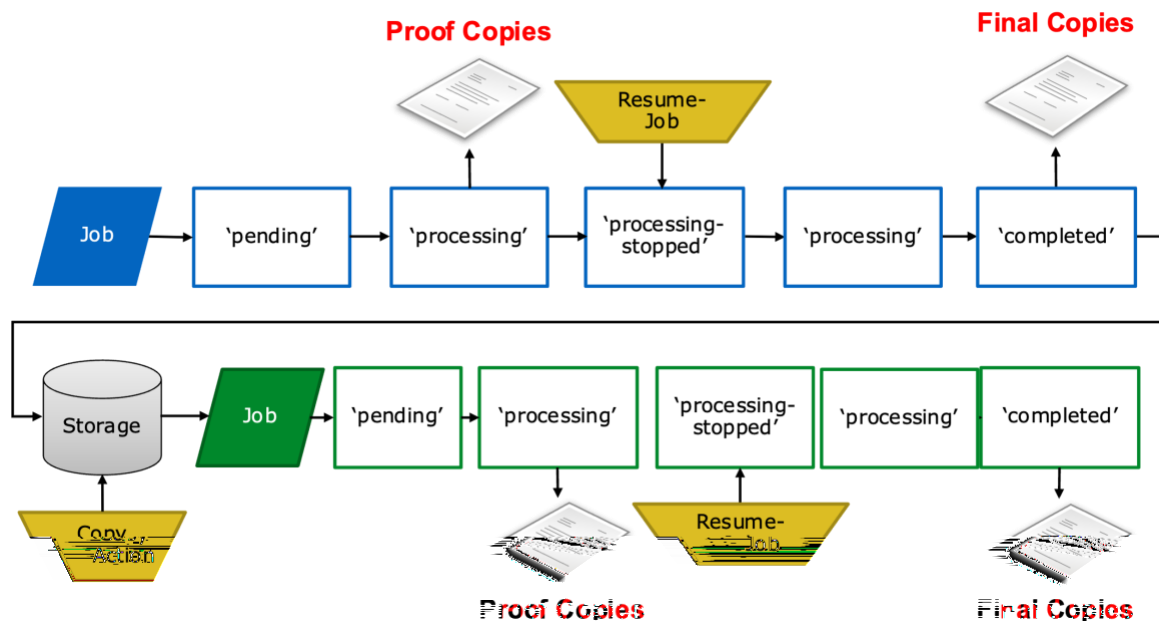 Proof Copies
Final Copies
Resume-
Job
Job
‘pending’
‘processing’
‘processing-
stopped’
‘processing’
‘completed’
Storage
Job
‘pending’
‘processing’
‘processing-
stopped’
‘processing’
‘completed’
Copy
Action
Resume-
Job
Proof Copies
Final Copies